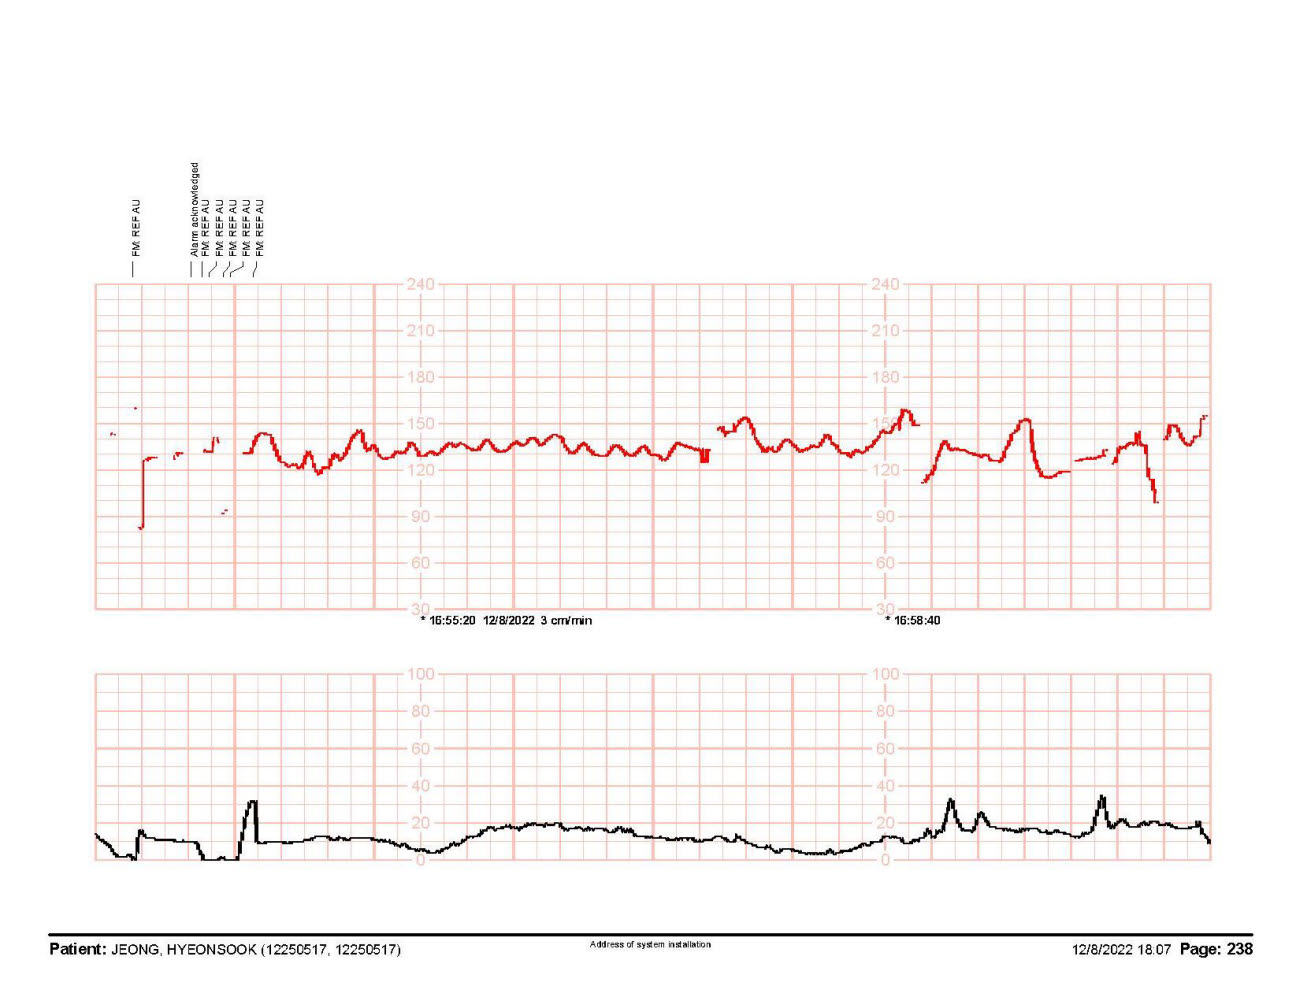 FM: REF AU
Alarm acknowledged
FM: REF AU
FM: REF AU
FM: REF AU
FM: REF AU
FM: REF AU
240 240
210 210
180 180
150 150
120 120
90 90
60 60
30 30
* 16:55:20 12/8/2022 3 cm/min * 16:58:40
100 100
80 80
60 60
40 40
20 20
0 0
Patient: JEONG, HYEONSOOK (12250517, 12250517) Address of system installation 12/8/2022 18:07 Page: 238